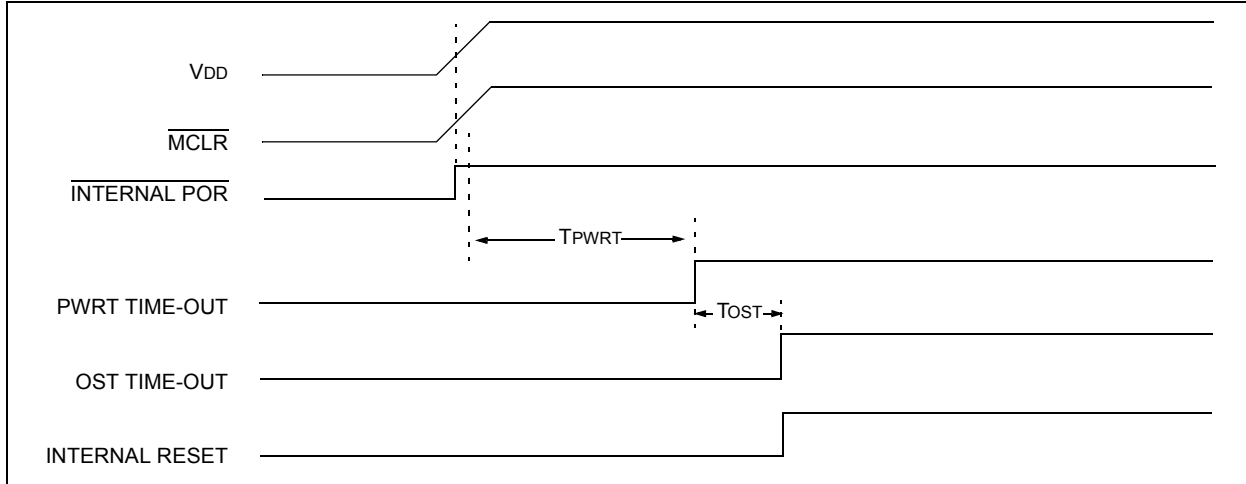 VDD
MCLR
INTERNAL POR
TPWRT
PWRT TIME-OUT
TOST
OST TIME-OUT
INTERNAL RESET